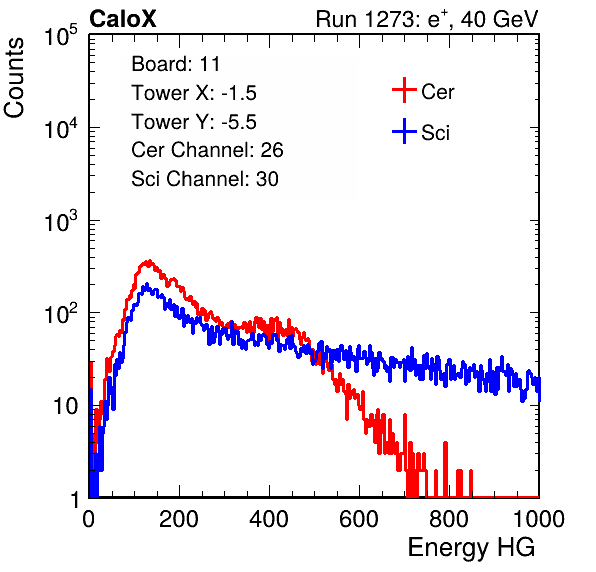 CaloX Run 1273: e⁺, 40 GeV
Counts
Board: 11
Tower X: -1.5
Tower Y: -5.5
Cer Channel: 26
Sci Channel: 30
Cer
Sci
10⁵
10⁴
10³
10²
10
1
0 200 400 600 800 1000
Energy HG